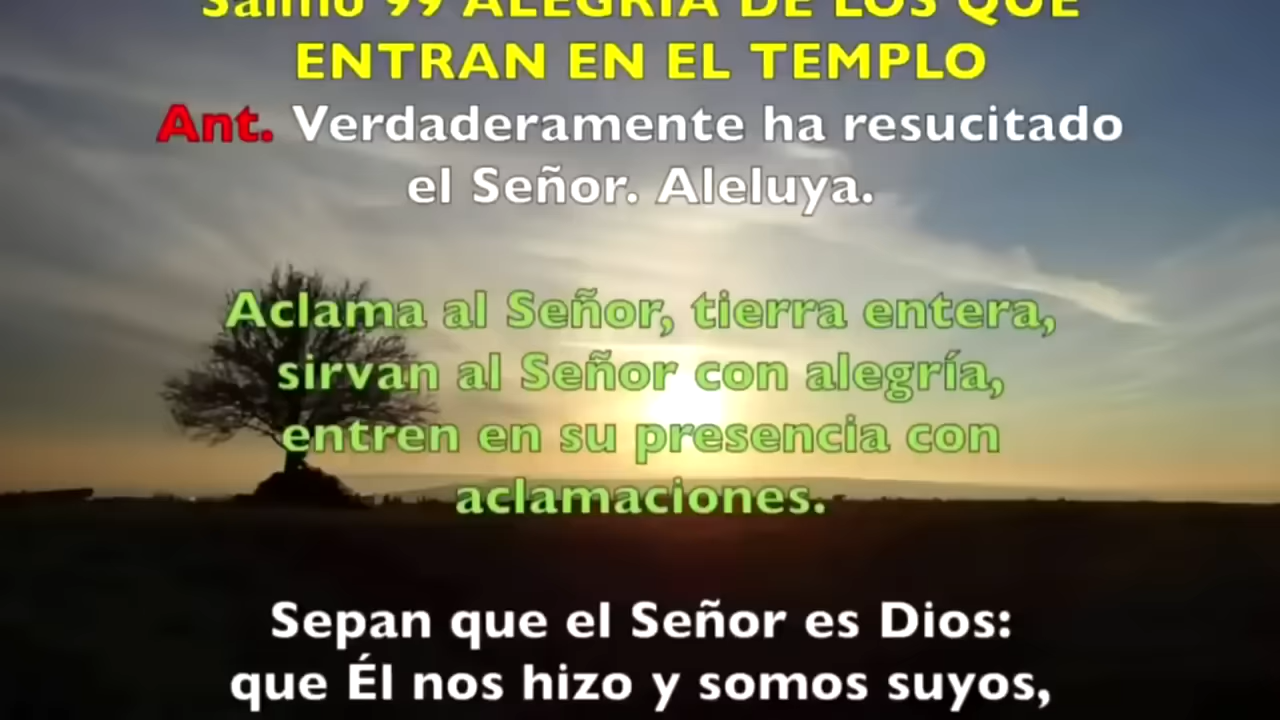 Salmo 99 ALEGRÍA DE LOS QUE
ENTRAN EN EL TEMPLO
Ant. Verdaderamente ha resucitado
el Señor. Aleluya.
Aclama al Señor, tierra entera,
sirvan al Señor con alegría,
entren en su presencia con
aclamaciones.
Sepan que el Señor es Dios:
que Él nos hizo y somos suyos,